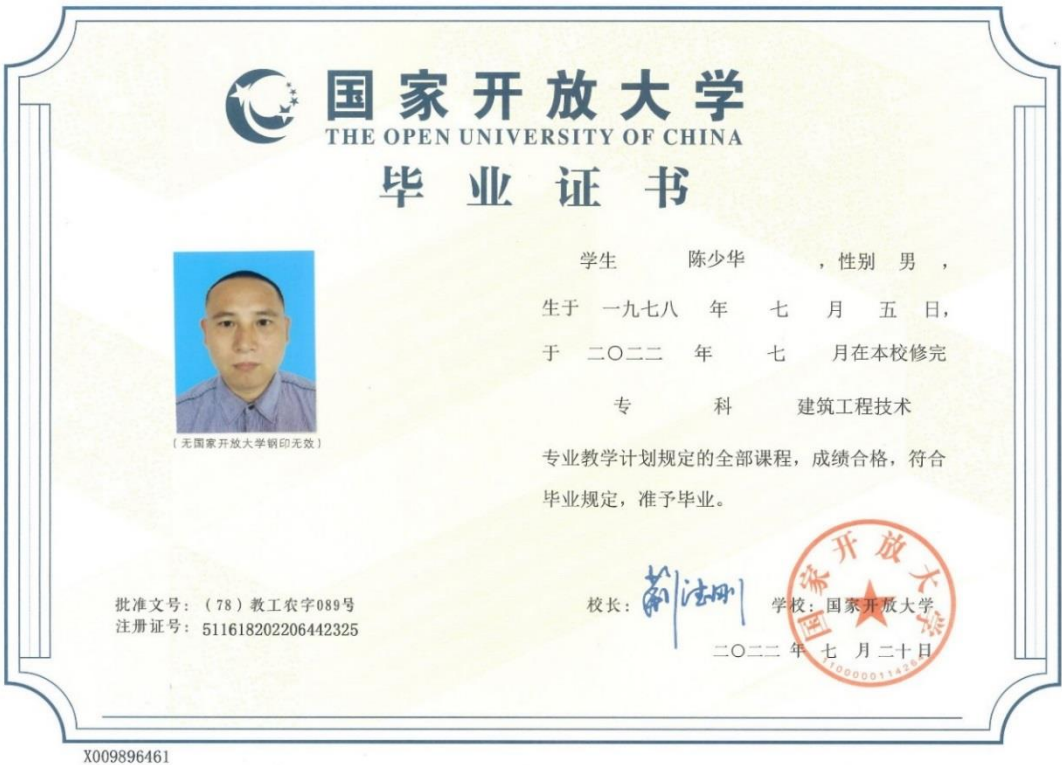 国家开放大学
THE OPEN UNIVERSITY OF CHINA
毕业证书
学生 陈少华 ，性别 男 ，
生于 一九七八 年 七 月 五 日，
于 二〇二二 年 七 月在本校修完
专 科 建筑工程技术
专业教学计划规定的全部课程，成绩合格，符合
毕业规定，准予毕业。
（无国家开放大学钢印无效）
批准文号：（78）教工农字089号
注册证号：511618202206442325
校长：
学校：国家开放大学
二〇二二 年 七 月 二十 日
国家开放大学
X009896461